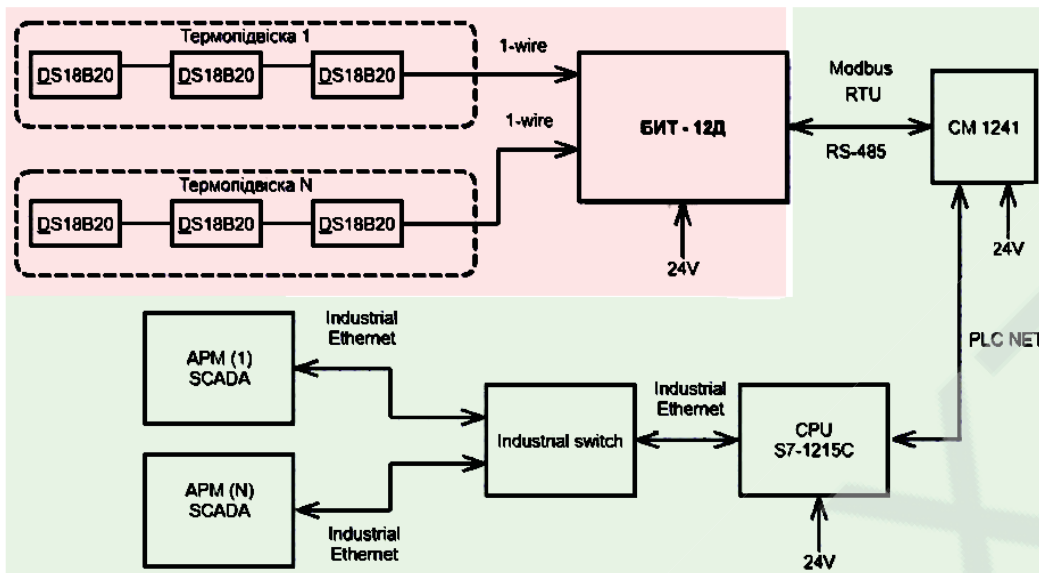 Термопідвіска 1
DS18B20
DS18B20
DS18B20
1-wire
1-wire
БИТ - 12Д
24V
Modbus
RTU
RS-485
CM 1241
24V
Термопідвіска N
DS18B20
DS18B20
DS18B20
PLC NET
АРМ (1)
SCADA
Industrial
Ethernet
АРМ (N)
SCADA
Industrial
Ethernet
Industrial switch
Industrial
Ethernet
CPU
S7-1215C
24V